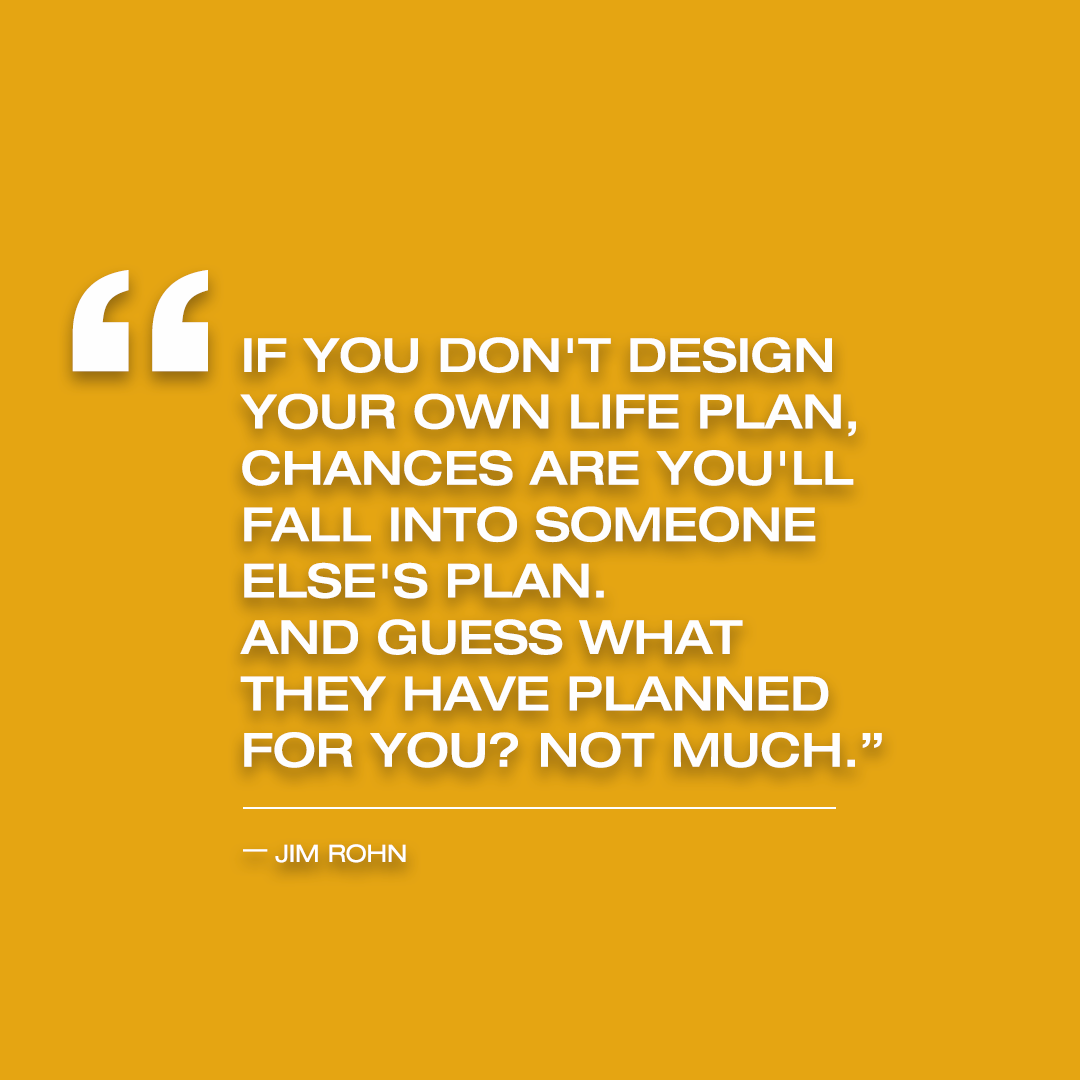 “IF YOU DON'T DESIGN
YOUR OWN LIFE PLAN,
CHANCES ARE YOU'LL
FALL INTO SOMEONE
ELSE'S PLAN.
AND GUESS WHAT
THEY HAVE PLANNED
FOR YOU? NOT MUCH.”
— JIM ROHN